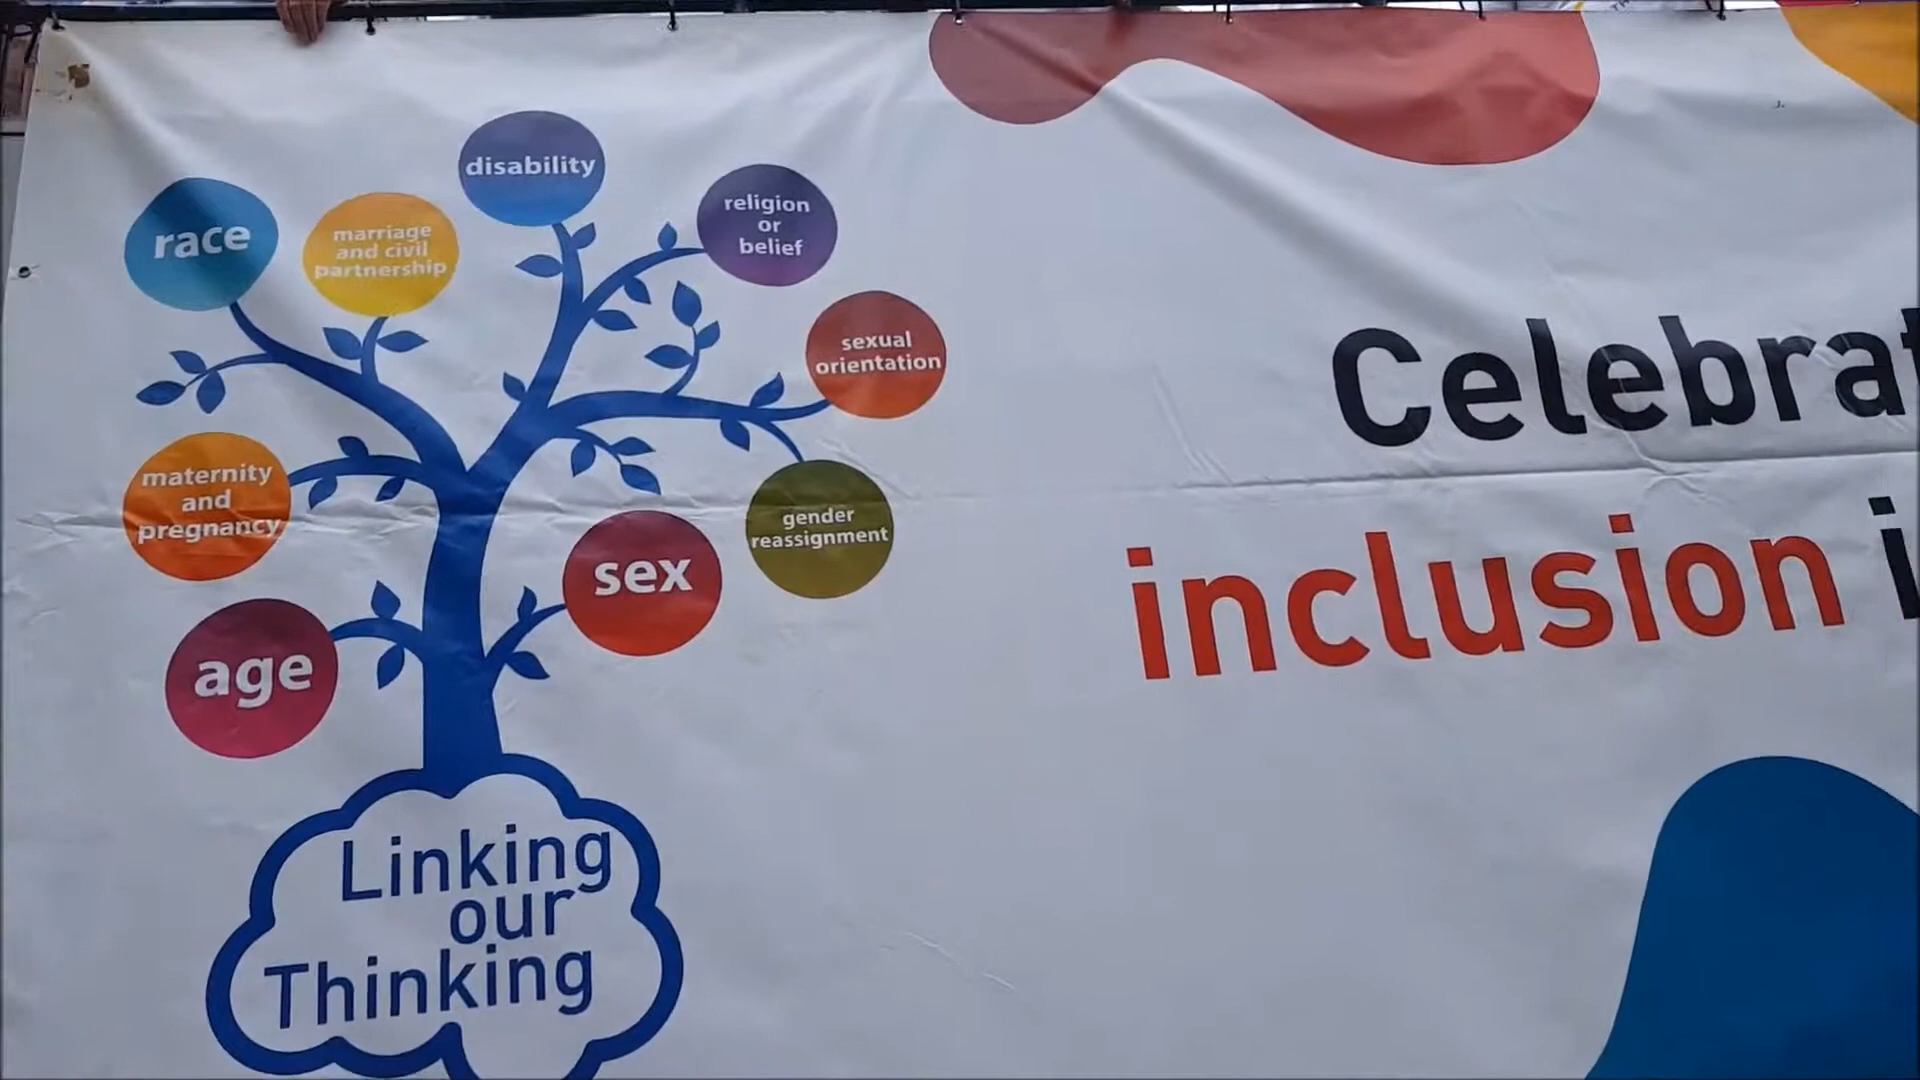 disability
race
marriage
and civil
partnership
religion
or
belief
sexual
orientation
maternity
and
pregnancy
gender
reassignment
sex
age
Linking
our
Thinking
Celebrat
inclusion i